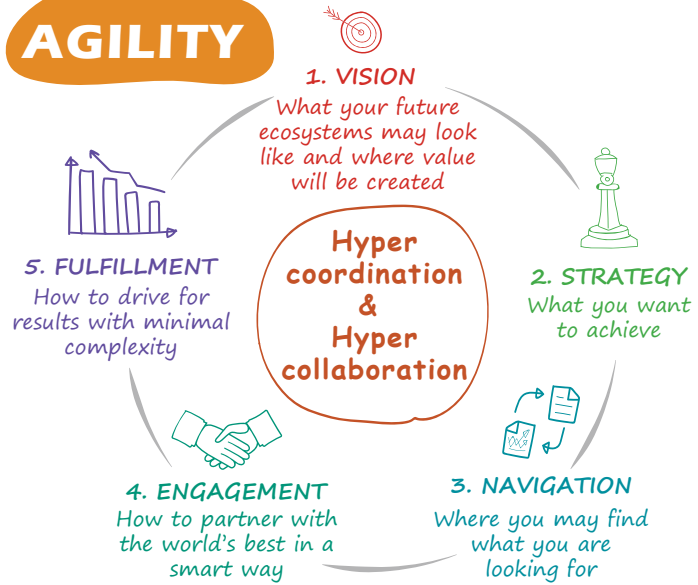 AGILITY
1. VISION
What your future
ecosystems may look
like and where value
will be created
2. STRATEGY
What you want
to achieve
3. NAVIGATION
Where you may find
what you are
looking for
4. ENGAGEMENT
How to partner with
the world's best in a
smart way
5. FULFILLMENT
How to drive for
results with minimal
complexity
Hyper
coordination
&
Hyper
collaboration